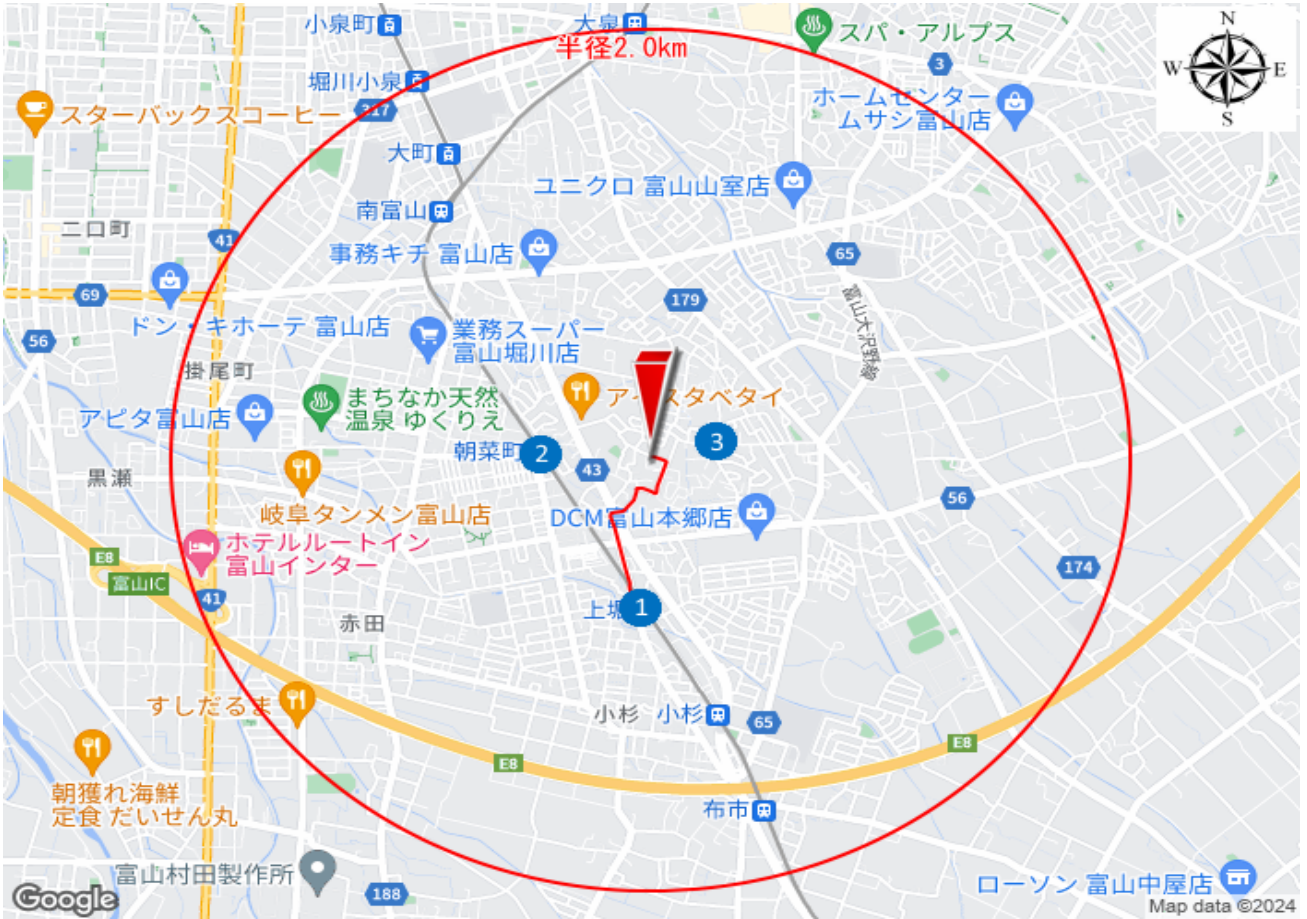 小泉町
大泉
スパ・アルプス
N
W
E
S
半径2.0km
堀川小泉
3
ホームセンター
ムサシ富山店
スターバックスコーヒー
317
大町
ユニクロ 富山山室店
南富山
二口町
41
事務キチ 富山店
65
69
179
富山大沢野線
ドン・キホーテ 富山店
業務スーパー
富山堀川店
56
掛尾町
まちなか天然
温泉 ゆくりえ
アピタ富山店
朝菜町
2
3
43
黒瀬
56
岐阜タンメン富山店
DCM富山本郷店
ホテルルートイン
富山インター
E8
富山IC
174
41
1
赤田
すしだるま
小杉
小杉
65
E8
E8
朝獲れ海鮮
定食 だいせん丸
布市
富山村田製作所
188
ローソン 富山中屋店
Google
Map data ©2024